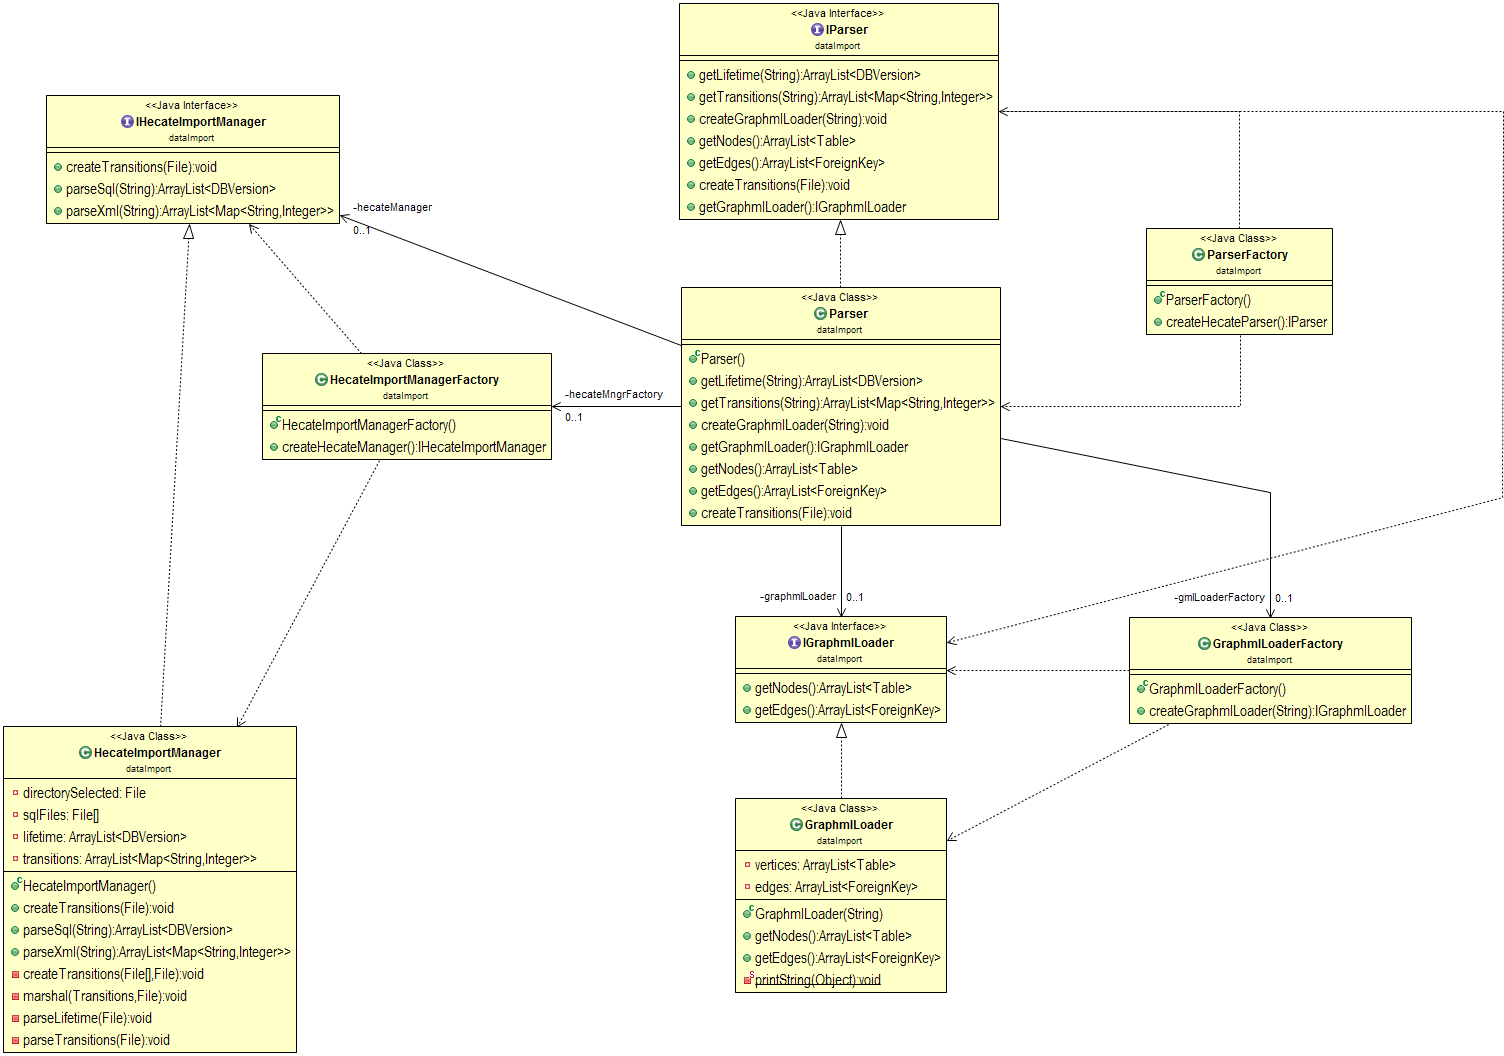 <<Java Interface>>
IParser
dataImport
getLifetime(String):ArrayList<DBVersion>
getTransitions(String):ArrayList<Map<String,Integer>>
createGraphmlLoader(String):void
getNodes():ArrayList<Table>
getEdges():ArrayList<ForeignKey>
createTransitions(File):void
getGraphmlLoader():IGraphmlLoader
<<Java Interface>>
IHecateImportManager
dataImport
createTransitions(File):void
parseSql(String):ArrayList<DBVersion>
parseXml(String):ArrayList<Map<String,Integer>>
-hecateManager
0..1
<<Java Class>>
ParserFactory
dataImport
ParserFactory()
createHecateParser():IParser
<<Java Class>>
Parser
dataImport
Parser()
getLifetime(String):ArrayList<DBVersion>
getTransitions(String):ArrayList<Map<String,Integer>>
createGraphmlLoader(String):void
getGraphmlLoader():IGraphmlLoader
getNodes():ArrayList<Table>
getEdges():ArrayList<ForeignKey>
createTransitions(File):void
<<Java Class>>
HecateImportManagerFactory
dataImport
HecateImportManagerFactory()
createHecateManager():IHecateImportManager
-hecateMngrFactory
0..1
-graphmlLoader
0..1
-gmlLoaderFactory
0..1
<<Java Interface>>
IGraphmlLoader
dataImport
getNodes():ArrayList<Table>
getEdges():ArrayList<ForeignKey>
<<Java Class>>
GraphmlLoaderFactory
dataImport
GraphmlLoaderFactory()
createGraphmlLoader(String):IGraphmlLoader
<<Java Class>>
HecateImportManager
dataImport
directorySelected: File
sqlFiles: File[]
lifetime: ArrayList<DBVersion>
transitions: ArrayList<Map<String,Integer>>
HecateImportManager()
createTransitions(File):void
parseSql(String):ArrayList<DBVersion>
parseXml(String):ArrayList<Map<String,Integer>>
createTransitions(File[],File):void
marshal(Transitions,File):void
parseLifetime(File):void
parseTransitions(File):void
<<Java Class>>
GraphmlLoader
dataImport
vertices: ArrayList<Table>
edges: ArrayList<ForeignKey>
GraphmlLoader(String)
getNodes():ArrayList<Table>
getEdges():ArrayList<ForeignKey>
printString(Object):void